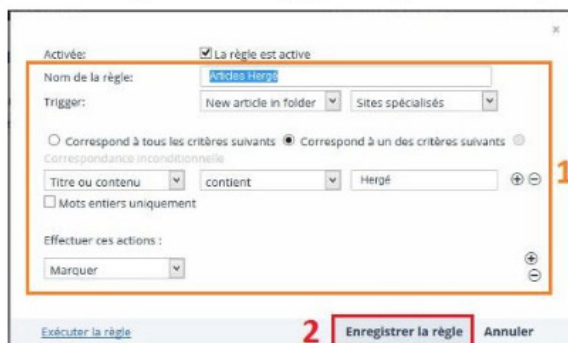 ×
Activée: La règle est active
Nom de la règle: Articles Hergé
Trigger: New article in folder Sites spécialisés
Correspond à tous les critères suivants Correspond à un des critères suivants
Correspondance inconditionnelle
Titre ou contenu contient Hergé 1
Mots entiers uniquement
Effectuer ces actions :
Marquer
Exécuter la règle 2 Enregistrer la règle Annuler